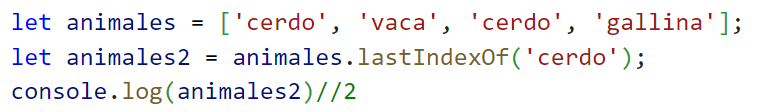 let animales = ['cerdo', 'vaca', 'cerdo', 'gallina'];
let animales2 = animales.lastIndexOf('cerdo');
console.log(animales2)//2